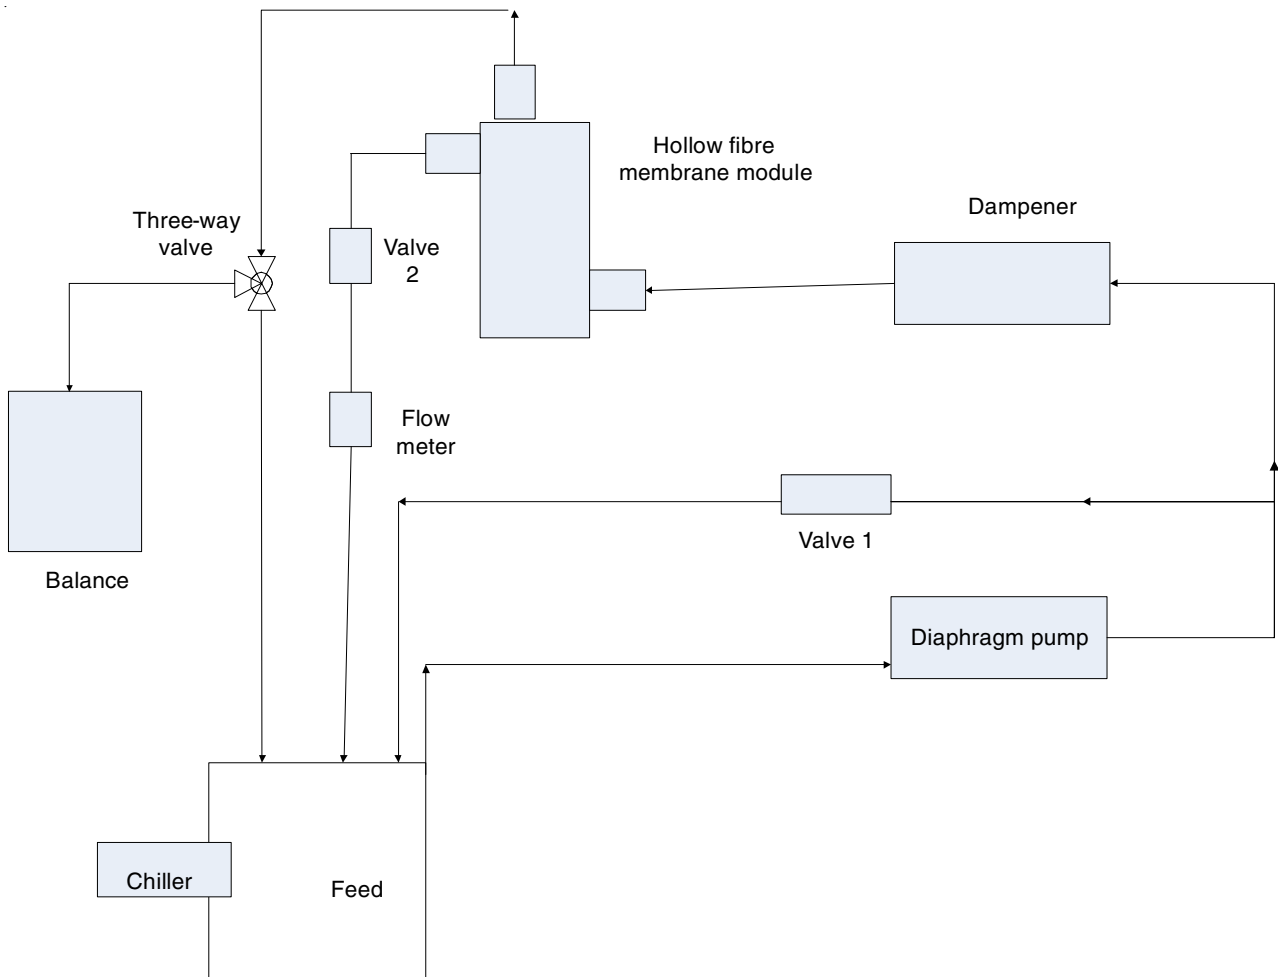 Hollow fibre
membrane module
Dampener
Three-way
valve
Valve
2
Flow
meter
Valve 1
Balance
Diaphragm pump
Chiller
Feed